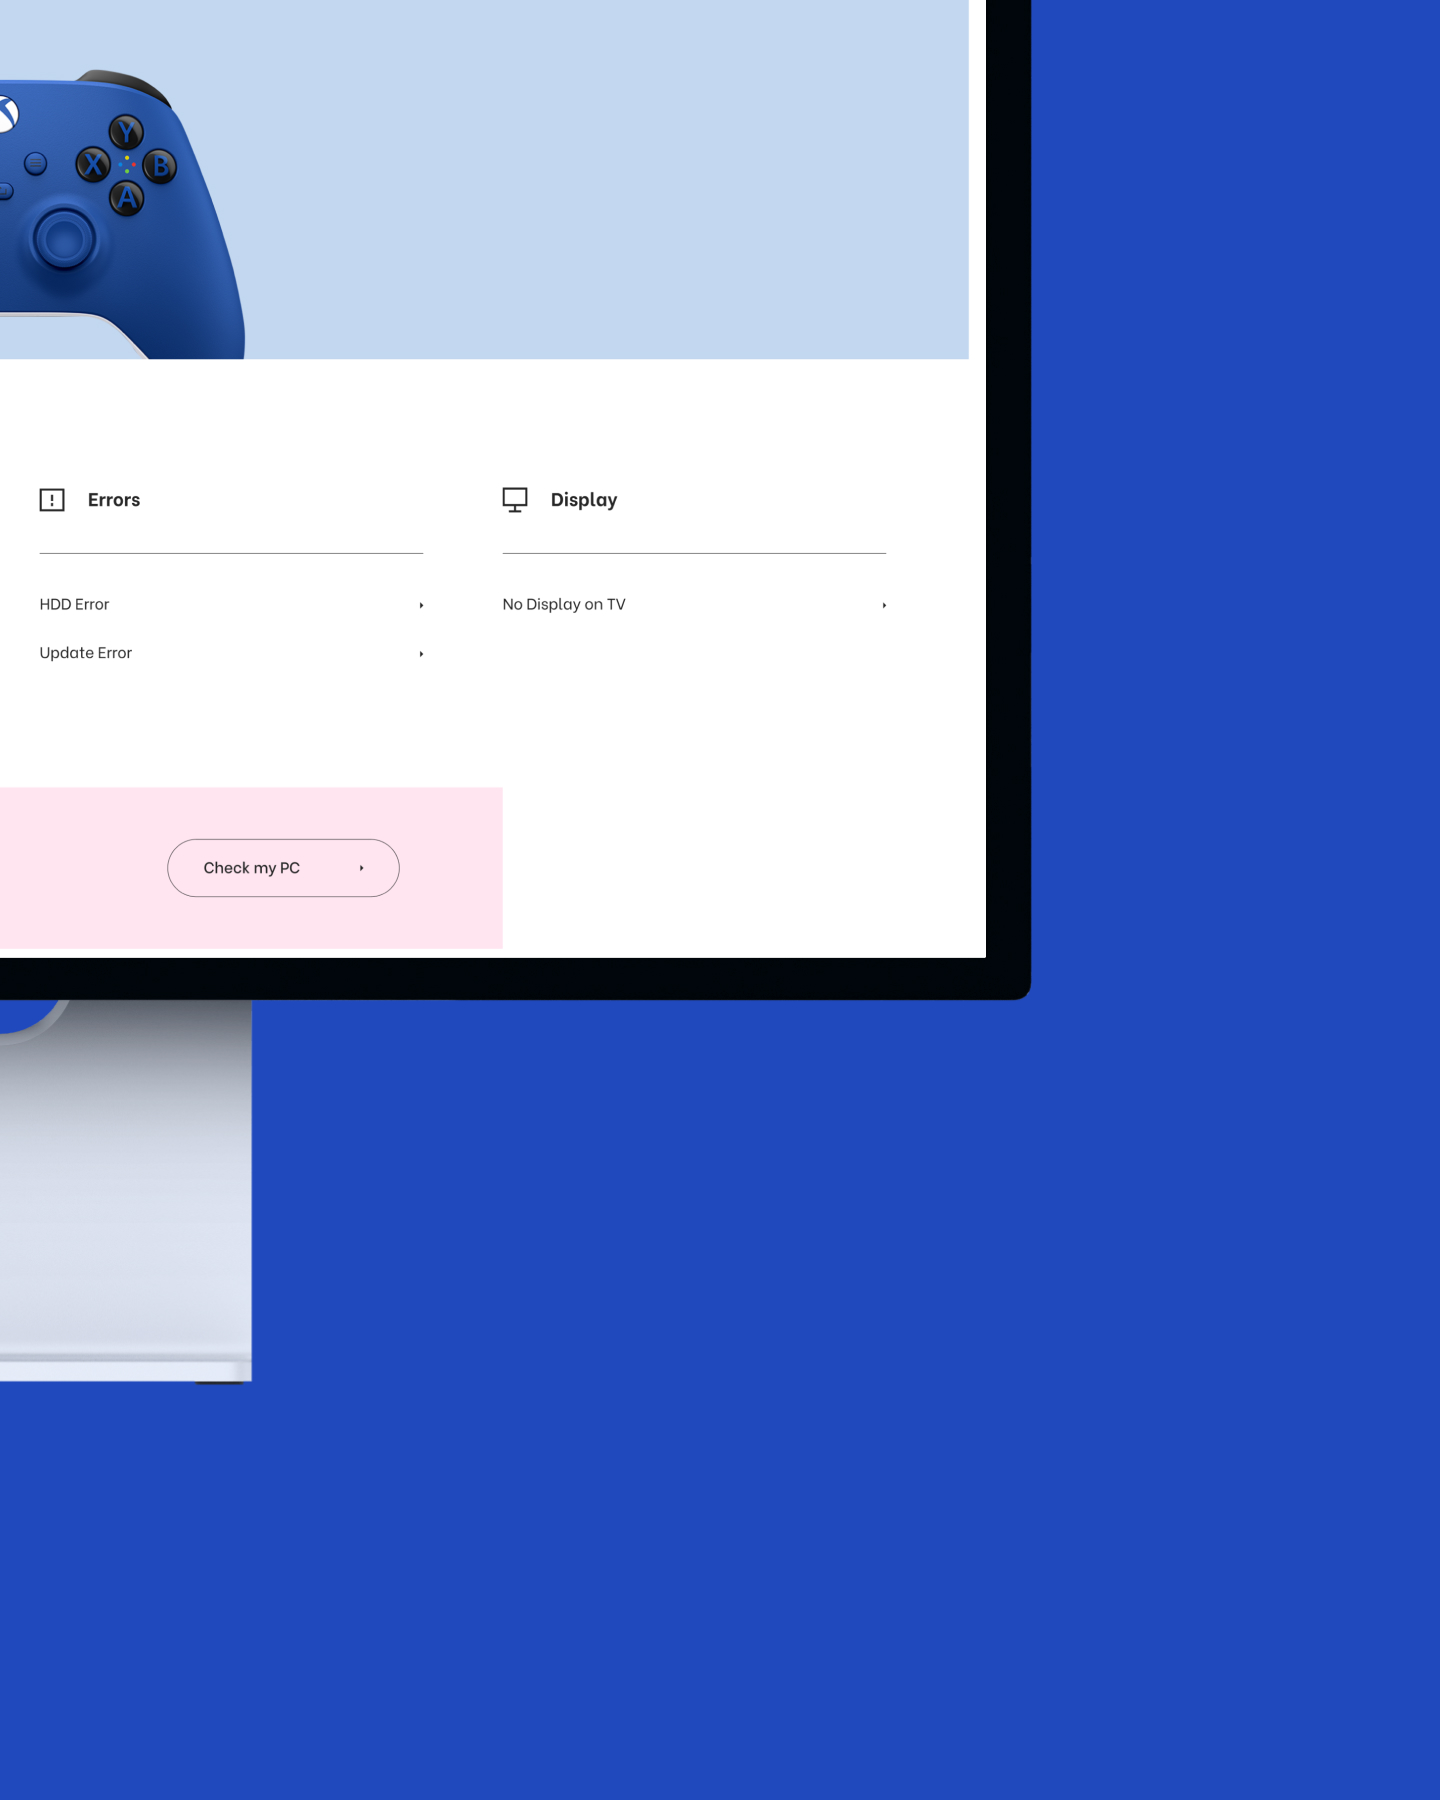 Y
X
B
A
Errors
Display
HDD Error
No Display on TV
Update Error
Check my PC